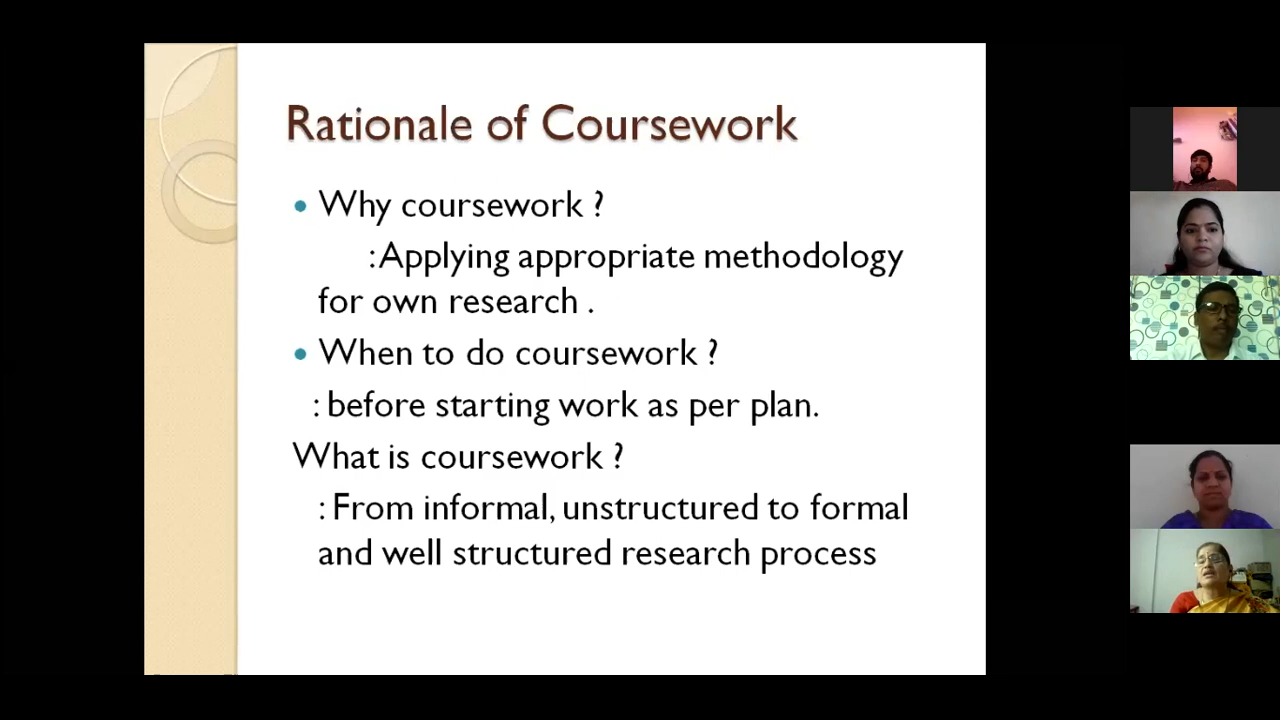 Rationale of Coursework
• Why coursework ?
: Applying appropriate methodology
for own research .
• When to do coursework ?
: before starting work as per plan.
What is coursework ?
: From informal, unstructured to formal
and well structured research process